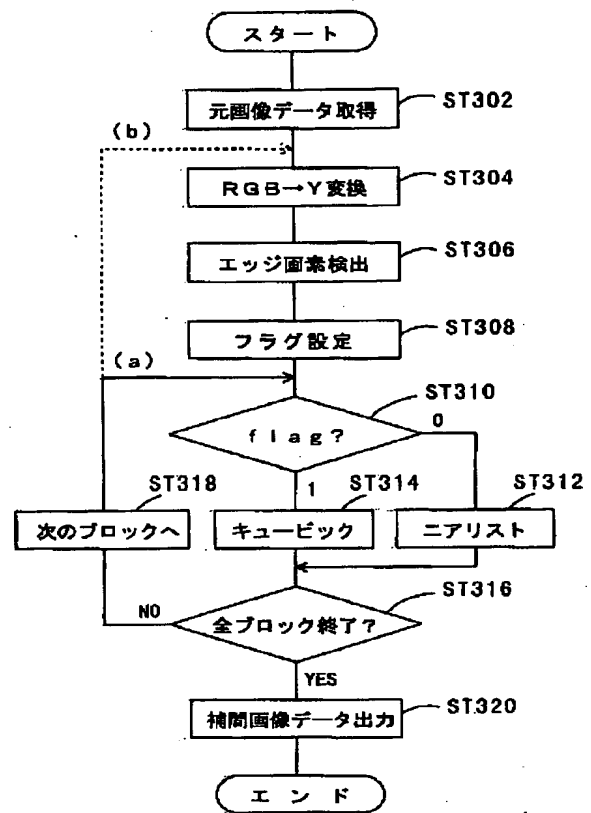 スタート
元画像データ取得
ST302
(b)
RGB→Y変換
ST304
エッジ画素検出
ST306
フラグ設定
ST308
(a)
flag?
ST310
0
1
次のブロックへ
ST318
キュービック
ST314
ニアリスト
ST312
全ブロック終了?
ST316
NO
YES
補間画像データ出力
ST320
エンド